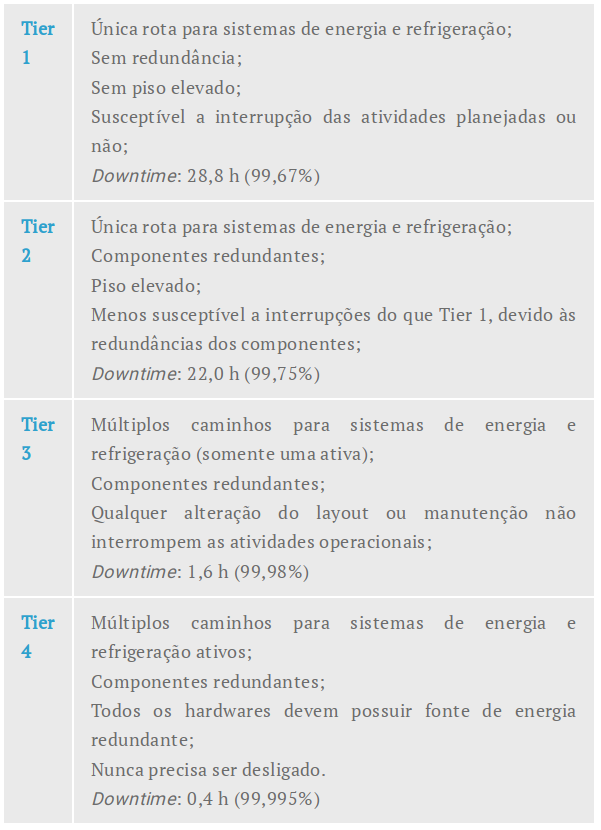 Tier
1
Única rota para sistemas de energia e refrigeração;
Sem redundância;
Sem piso elevado;
Susceptível a interrupção das atividades planejadas ou
não;
Downtime: 28,8 h (99,67%)
Tier
2
Única rota para sistemas de energia e refrigeração;
Componentes redundantes;
Piso elevado;
Menos susceptível a interrupções do que Tier 1, devido às
redundâncias dos componentes;
Downtime: 22,0 h (99,75%)
Tier
3
Múltiplos caminhos para sistemas de energia e
refrigeração (somente uma ativa);
Componentes redundantes;
Qualquer alteração do layout ou manutenção não
interrompem as atividades operacionais;
Downtime: 1,6 h (99,98%)
Tier
4
Múltiplos caminhos para sistemas de energia e
refrigeração ativos;
Componentes redundantes;
Todos os hardwares devem possuir fonte de energia
redundante;
Nunca precisa ser desligado.
Downtime: 0,4 h (99,995%)